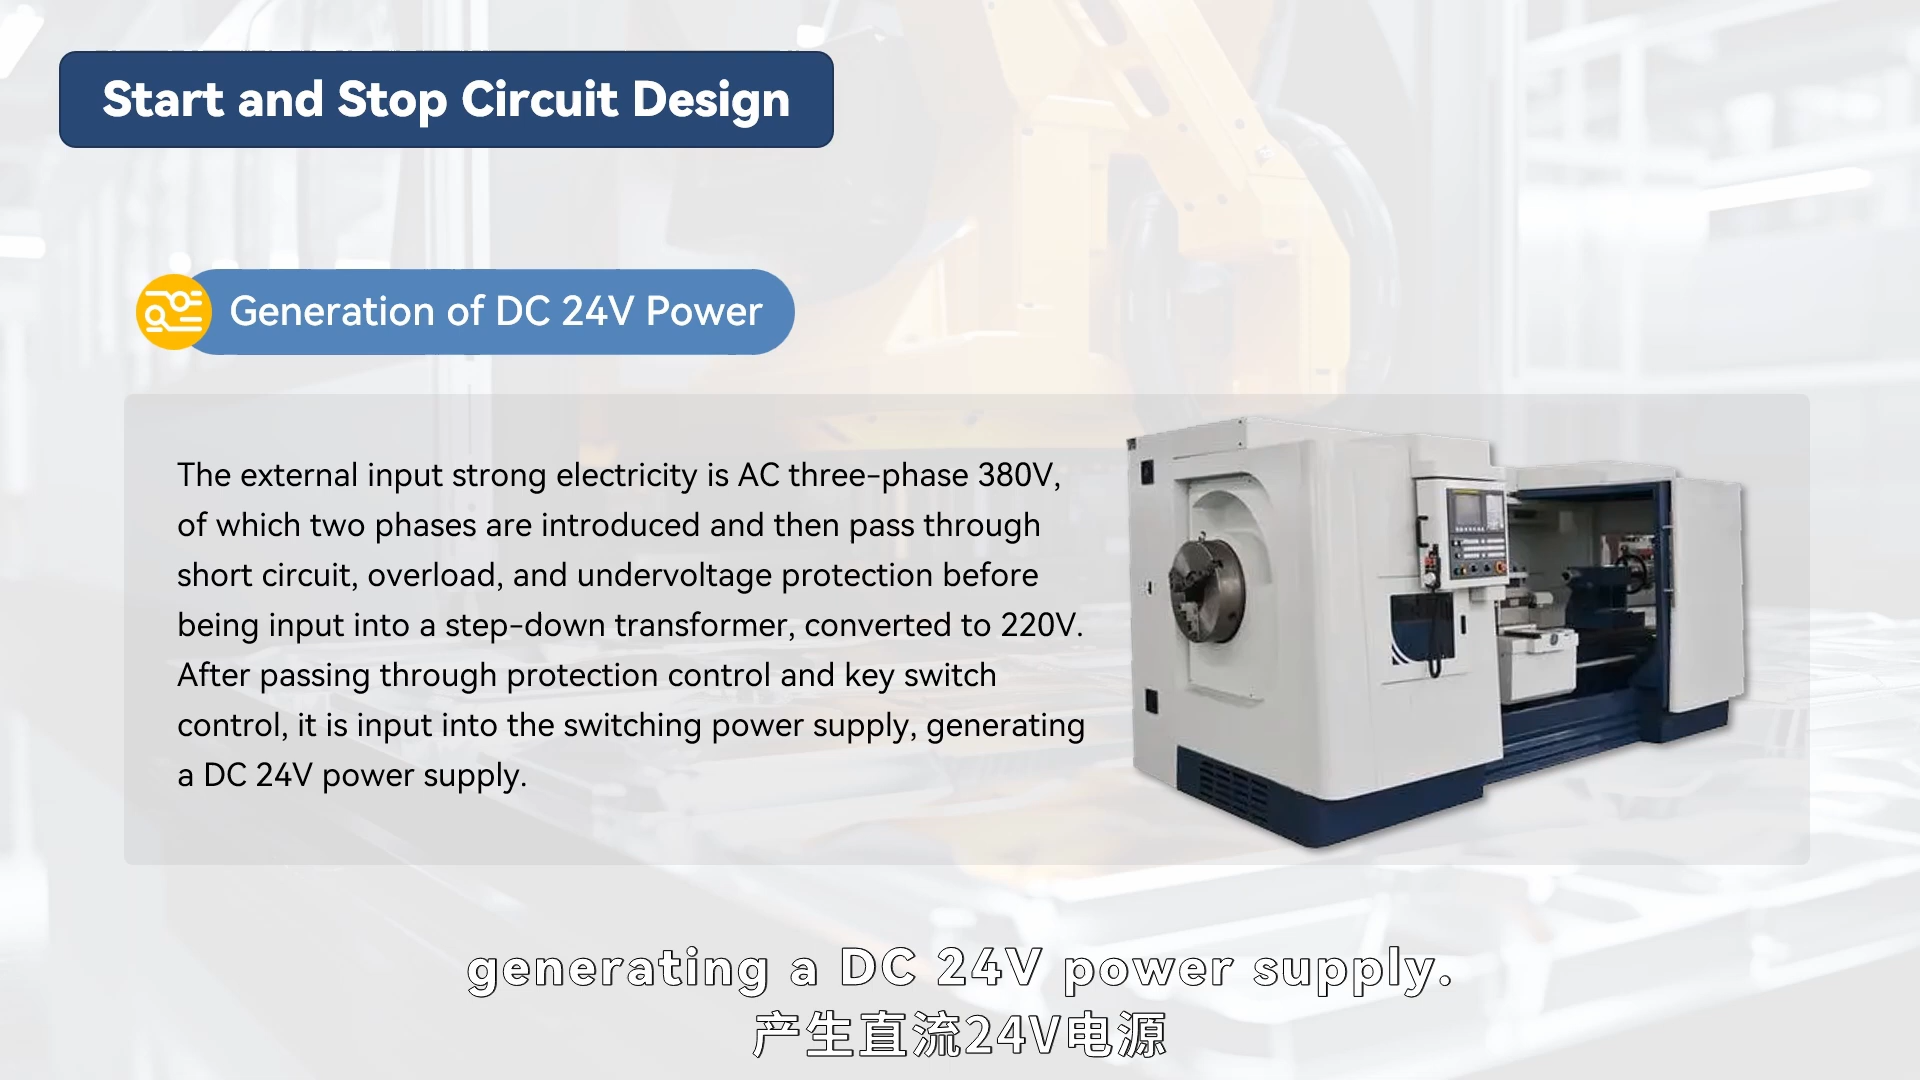 Start and Stop Circuit Design
Generation of DC 24V Power
The external input strong electricity is AC three-phase 380V,
of which two phases are introduced and then pass through
short circuit, overload, and undervoltage protection before
being input into a step-down transformer, converted to 220V.
After passing through protection control and key switch
control, it is input into the switching power supply, generating
a DC 24V power supply.
generating a DC 24V power supply.
产生直流24V电源